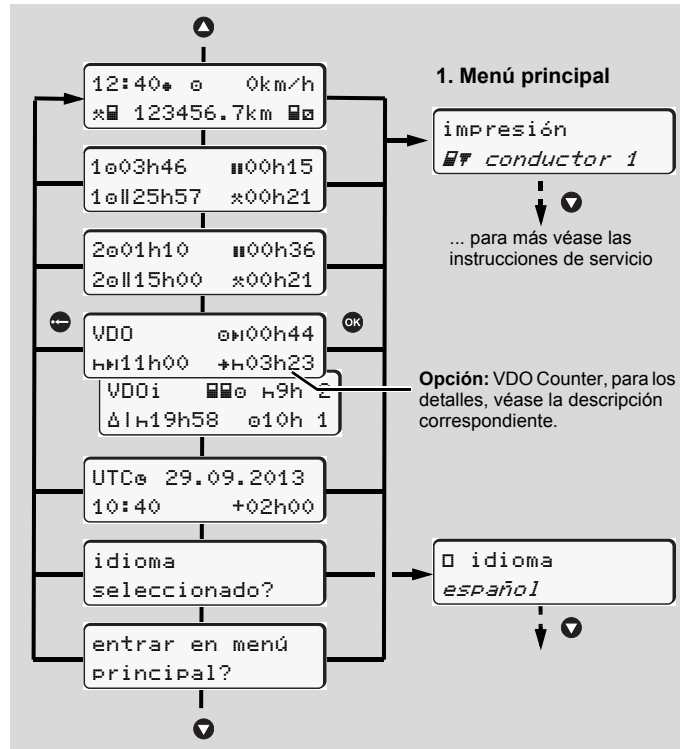 12:40 0km/h
123456.7km
1 03h46 00h15
1 25h57 00h21
2 01h10 00h36
2 15h00 00h21
VDO 00h44
11h00 03h23
VDOi 9h 2
19h58 10h 1
UTC 29.09.2013
10:40 +02h00
idioma
seleccionado?
entrar en menú
principal?
OK
1. Menú principal
impresión
conductor 1
... para más véase las
instrucciones de servicio
Opción: VDO Counter, para los
detalles, véase la descripción
correspondiente.
idioma
español